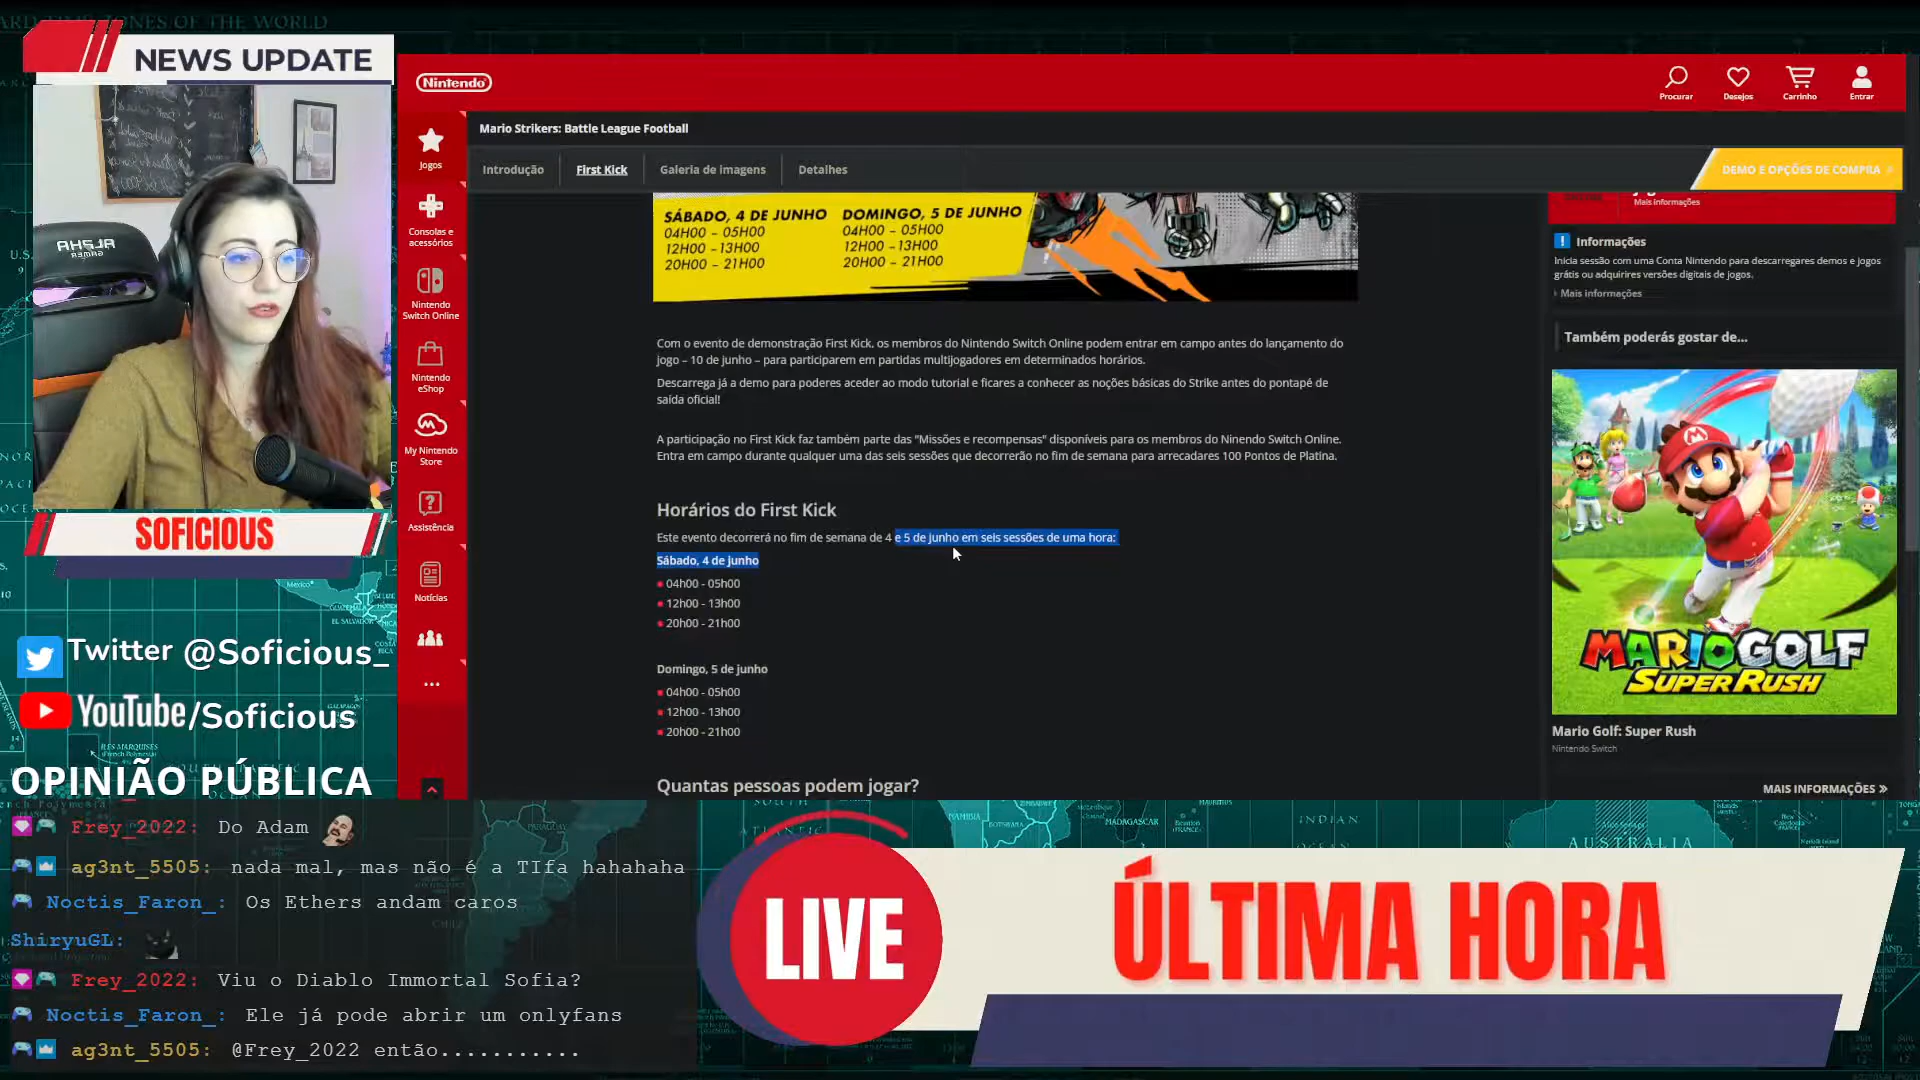 NEWS UPDATE
SOFICIOUS
Twitter @Soficious_
YouTube/Soficious
OPINIÃO PÚBLICA
Frey_2022: Do Adam
ag3nt_5505: nada mal, mas não é a TIfa hahahaha
Noctis_Faron_: Os Ethers andam caros
ShiryuGL:
Frey_2022: Viu o Diablo Immortal Sofia?
Noctis_Faron_: Ele já pode abrir um onlyfans
ag3nt_5505: @Frey_2022 então...........
Nintendo
Procurar
Desejos
Carrinho
Entrar
Jogos
Consolas e
acessórios
Nintendo
Switch Online
Nintendo
eShop
My Nintendo
Store
Assistência
Notícias
Mario Strikers: Battle League Football
Introdução
First Kick
Galeria de imagens
Detalhes
DEMO E OPÇÕES DE COMPRA
SÁBADO, 4 DE JUNHO
04H00 - 05H00
12H00 -13H00
20H00 - 21H00
DOMINGO, 5 DE JUNHO
04H00 - 05H00
12H00 -13H00
20H00 - 21H00
Com o evento de demonstração First Kick, os membros do Nintendo Switch Online podem entrar em campo antes do lançamento do
jogo – 10 de junho – para participarem em partidas multijogadores em determinados horários.
Descarrega já a demo para poderes aceder ao modo tutorial e ficares a conhecer as noções básicas do Strike antes do pontapé de
saída oficial!
A participação no First Kick faz também parte das "Missões e recompensas" disponíveis para os membros do Ninendo Switch Online.
Entra em campo durante qualquer uma das seis sessões que decorrerão no fim de semana para arrecadares 100 Pontos de Platina.
Horários do First Kick
Este evento decorrerá no fim de semana de 4 e 5 de junho em seis sessões de uma hora:
Sábado, 4 de junho
04h00 - 05h00
12h00 - 13h00
20h00 - 21h00
Domingo, 5 de junho
04h00 - 05h00
12h00 - 13h00
20h00 - 21h00
Quantas pessoas podem jogar?
Mais informações
Informações
Inicia sessão com uma Conta Nintendo para descarregares demos e jogos
grátis ou adquirires versões digitais de jogos.
Mais informações
Também poderás gostar de...
MARIO GOLF
SUPER RUSH
Mario Golf: Super Rush
Nintendo Switch
MAIS INFORMAÇÕES
LIVE
ÚLTIMA HORA